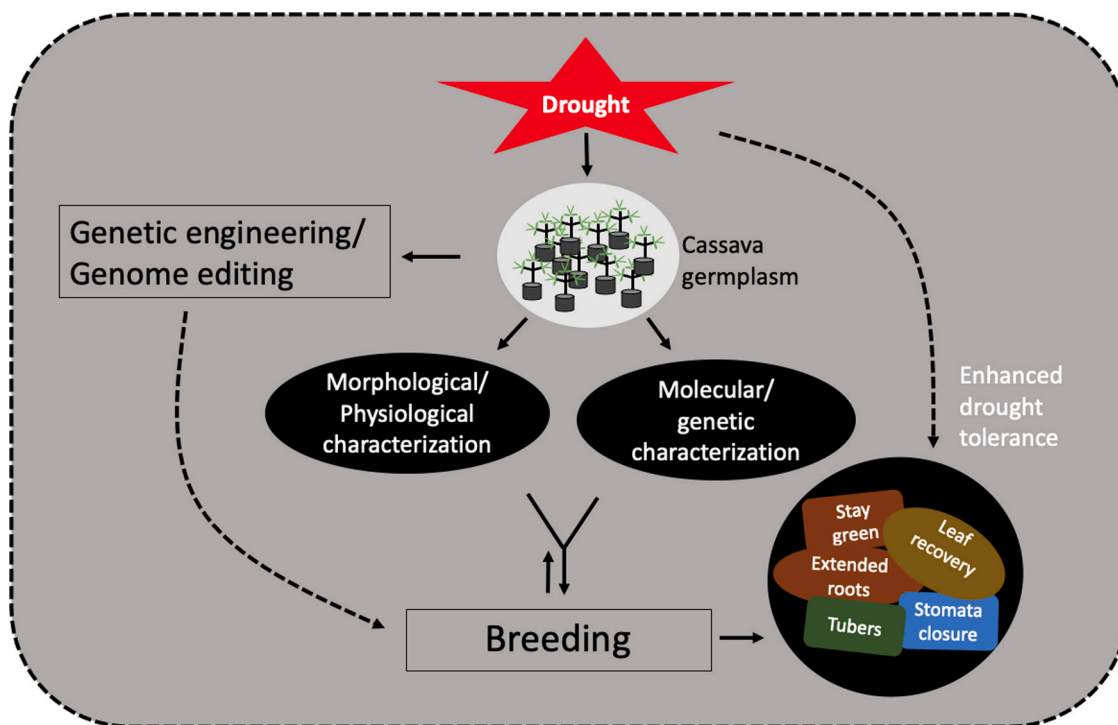 Drought
Genetic engineering/
Genome editing
Cassava
germplasm
Morphological/
Physiological
characterization
Molecular/
genetic
characterization
Enhanced
drought
tolerance
Stay
green
Leaf
recovery
Extended
roots
Tubers
Stomata
closure
Breeding